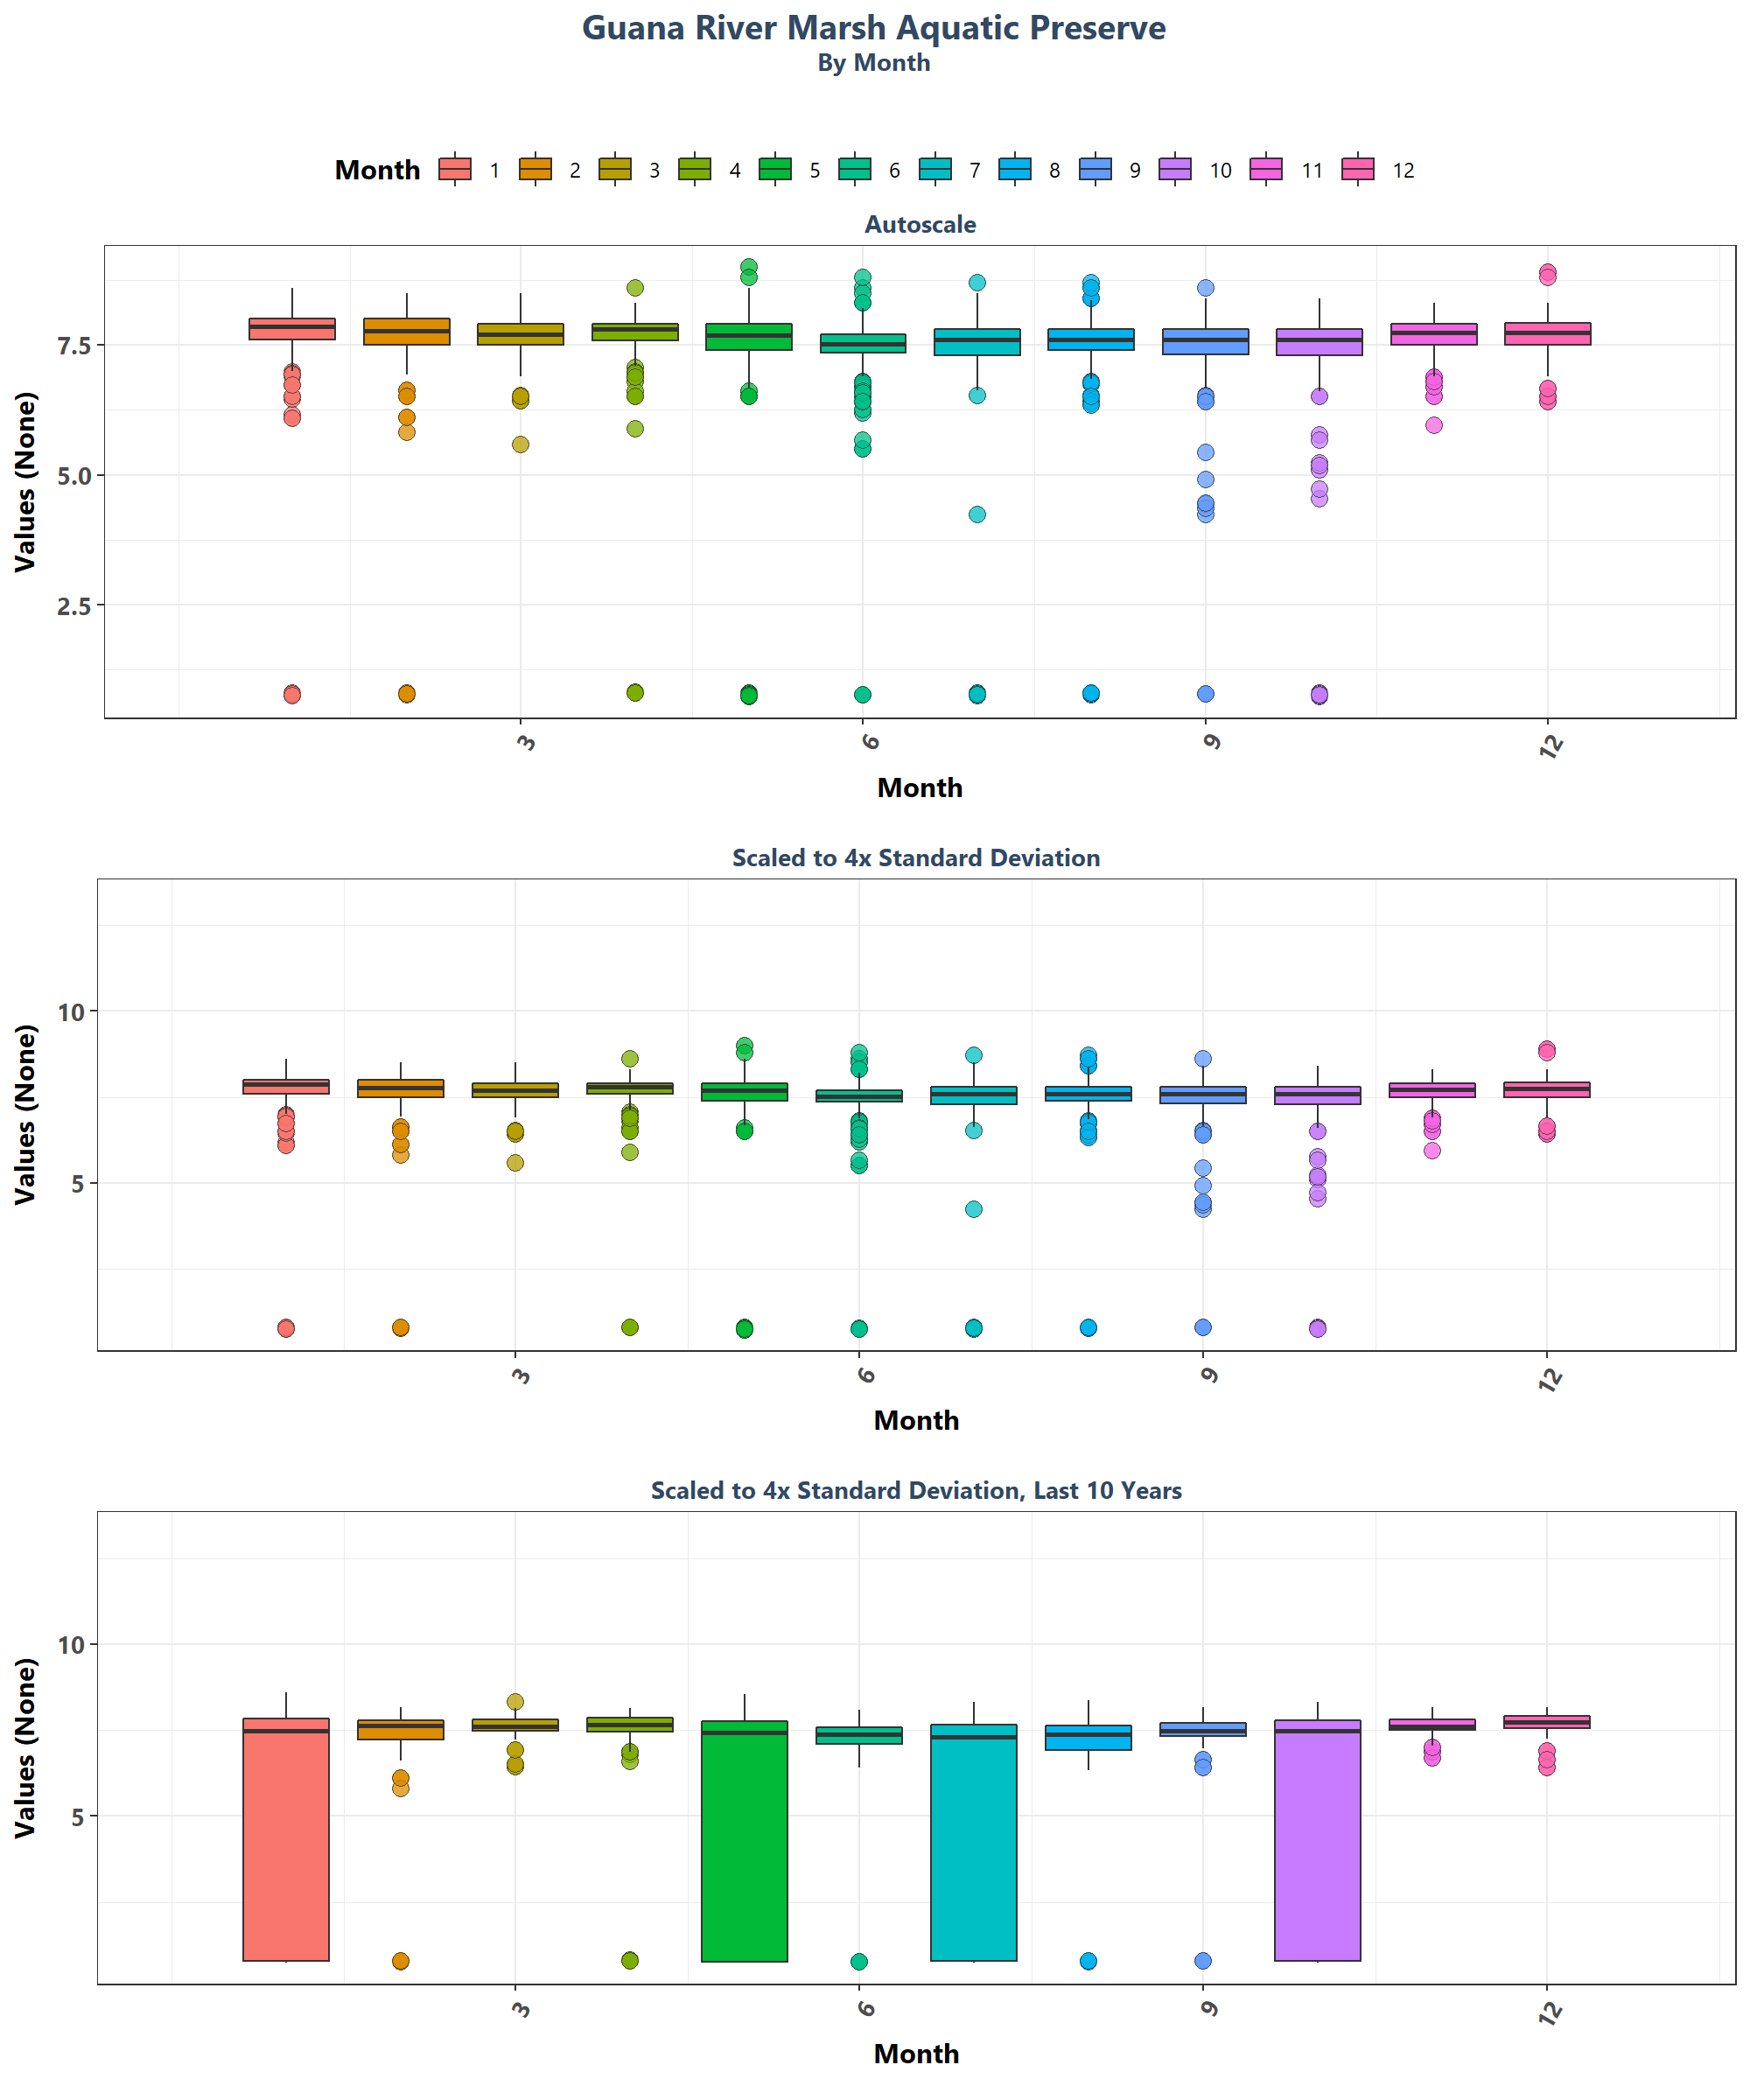 Guana River Marsh Aquatic Preserve
By Month
Month 1 2 3 4 5 6 7 8 9 10 11 12
Autoscale
Values (None)
7.5
5.0
2.5
3 6 9 12
Month
Scaled to 4x Standard Deviation
Values (None)
10
5
3 6 9 12
Month
Scaled to 4x Standard Deviation, Last 10 Years
Values (None)
10
5
3 6 9 12
Month